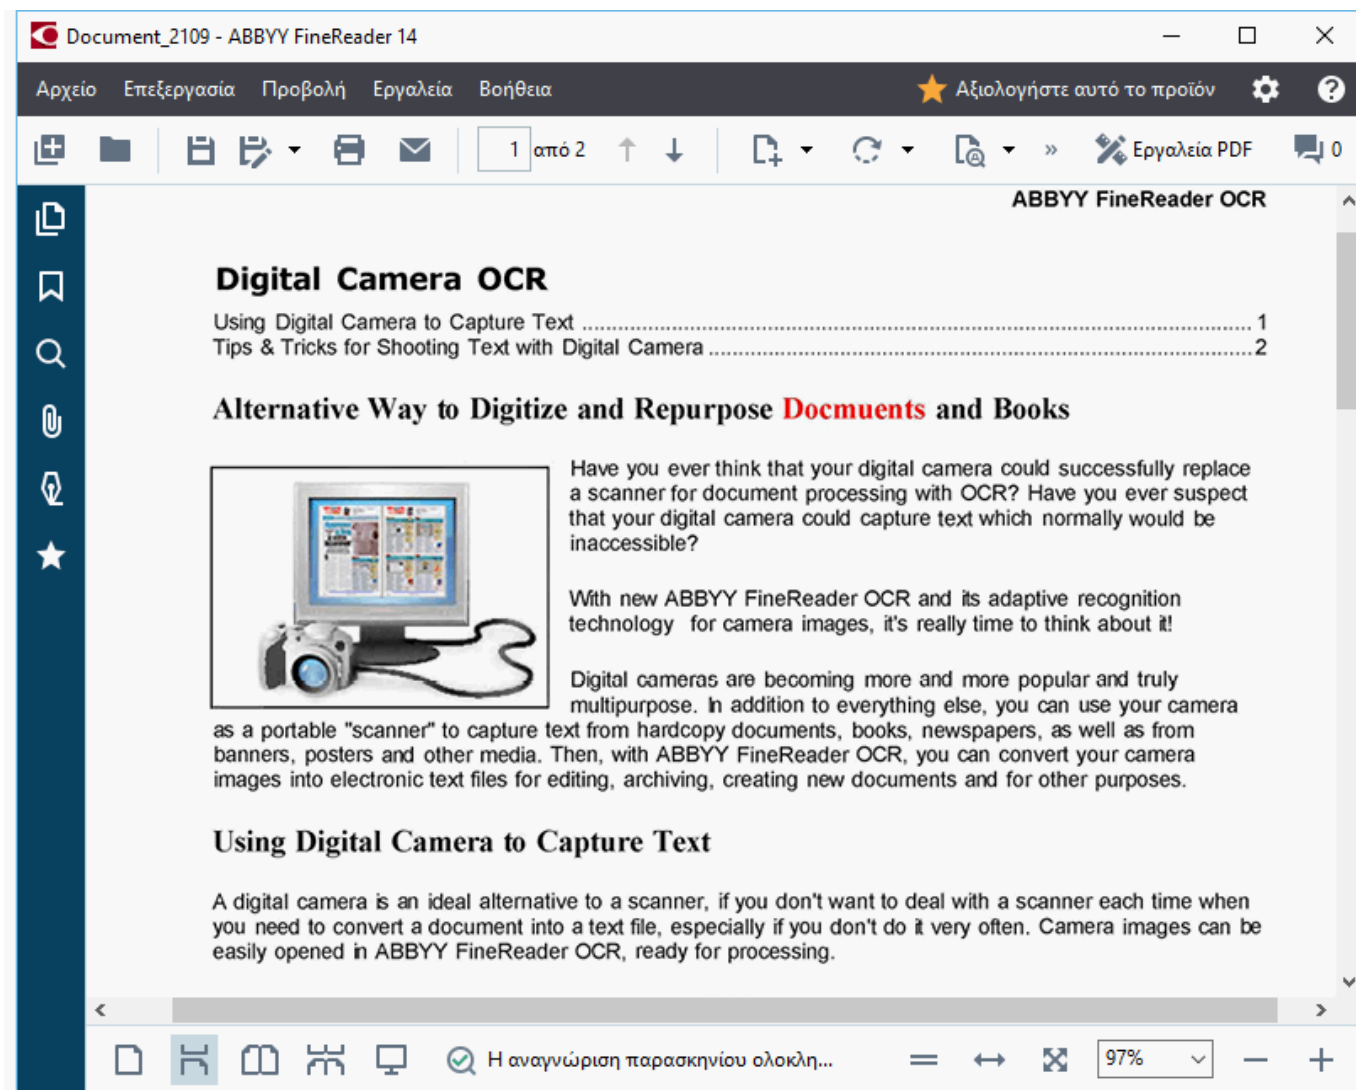 Document_2109 - ABBYY FineReader 14
Αρχείο Επεξεργασία Προβολή Εργαλεία Βοήθεια Αξιολογήστε αυτό το προϊόν
1 από 2 » Εργαλεία PDF 0
ABBYY FineReader OCR
Digital Camera OCR
Using Digital Camera to Capture Text ........................................................................................................................ 1
Tips & Tricks for Shooting Text with Digital Camera ................................................................................................. 2
Alternative Way to Digitize and Repurpose Docmuents and Books
Have you ever think that your digital camera could successfully replace
a scanner for document processing with OCR? Have you ever suspect
that your digital camera could capture text which normally would be
inaccessible?
With new ABBYY FineReader OCR and its adaptive recognition
technology for camera images, it's really time to think about it!
Digital cameras are becoming more and more popular and truly
multipurpose. In addition to everything else, you can use your camera
as a portable "scanner" to capture text from hardcopy documents, books, newspapers, as well as from
banners, posters and other media. Then, with ABBYY FineReader OCR, you can convert your camera
images into electronic text files for editing, archiving, creating new documents and for other purposes.
Using Digital Camera to Capture Text
A digital camera is an ideal alternative to a scanner, if you don't want to deal with a scanner each time when
you need to convert a document into a text file, especially if you don't do it very often. Camera images can be
easily opened in ABBYY FineReader OCR, ready for processing.
Η αναγνώριση παρασκηνίου ολοκλη... 97%